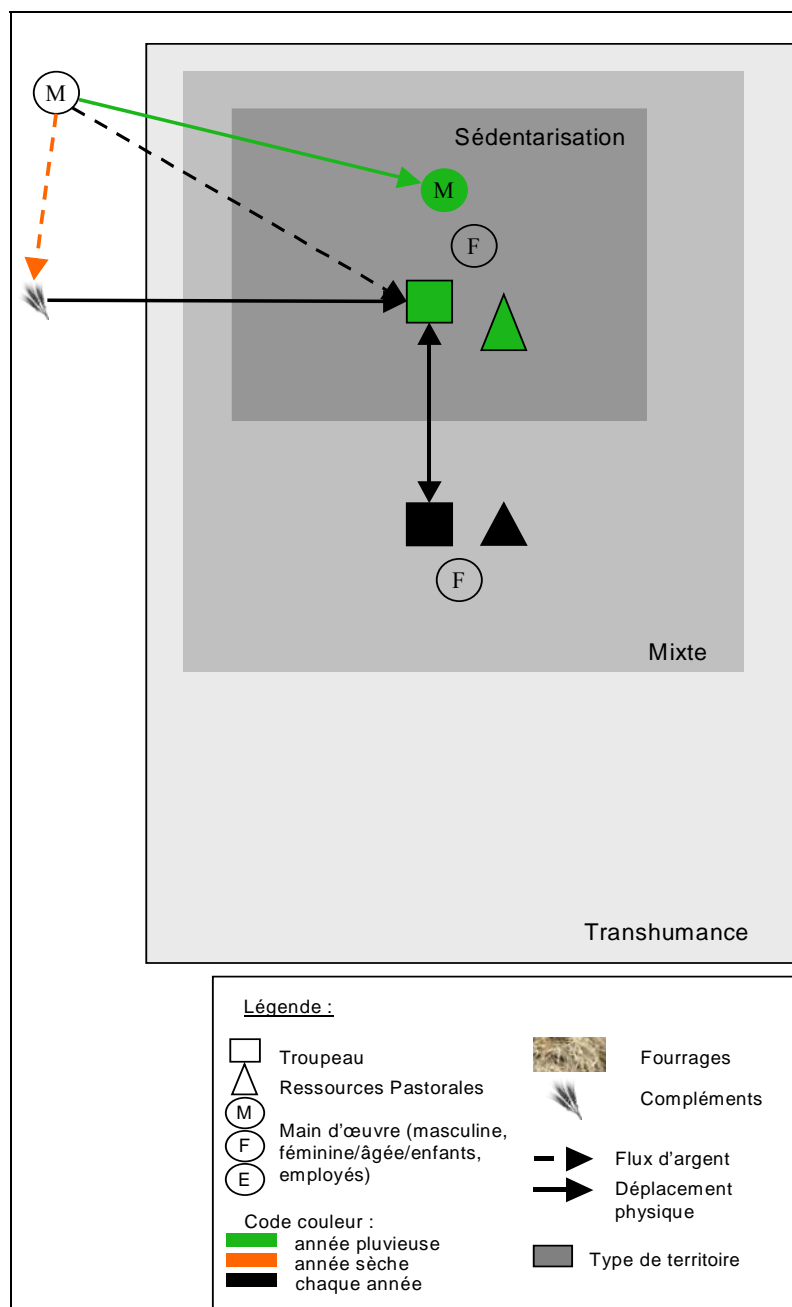 M
Sédentarisation
M
F
F
Mixte
Transhumance
Légende :
Troupeau
Ressources Pastorales
M
F
E
Main d'œuvre (masculine,
féminine/âgée/enfants,
employés)
Code couleur :
année pluvieuse
année sèche
chaque année
Fourrages
Compléments
Flux d'argent
Déplacement
physique
Type de territoire